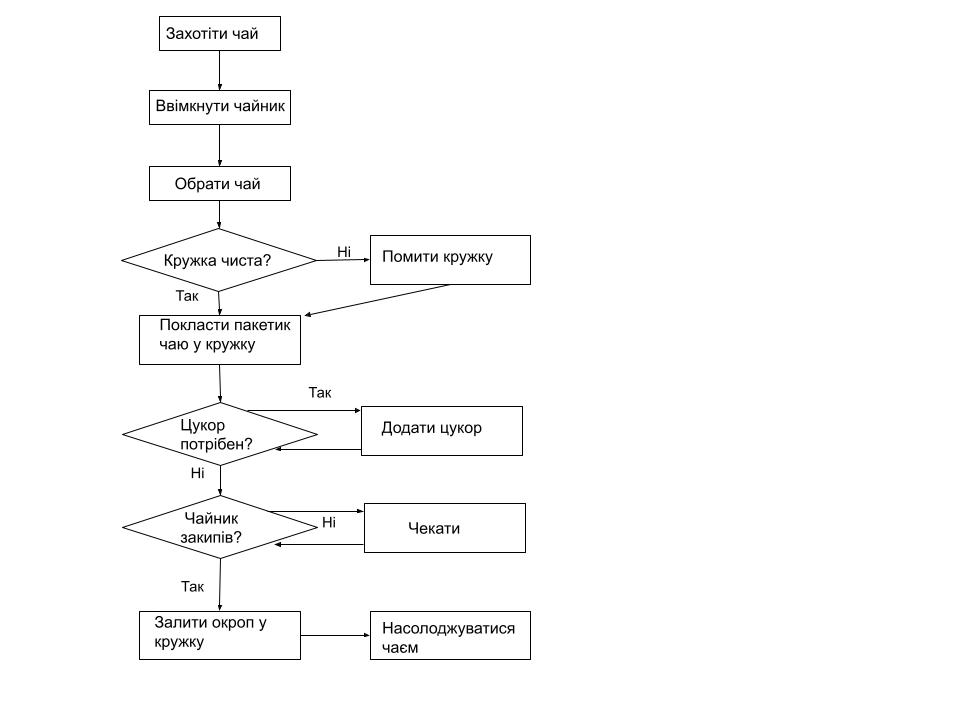 Захотіти чай
Ввімкнути чайник
Обрати чай
Кружка чиста?
Ні
Помити кружку
Так
Покласти пакетик
чаю у кружку
Так
Цукор
потрібен?
Додати цукор
Ні
Чайник
закипів?
Ні
Чекати
Так
Залити окроп у
кружку
Насолоджуватися
чаєм